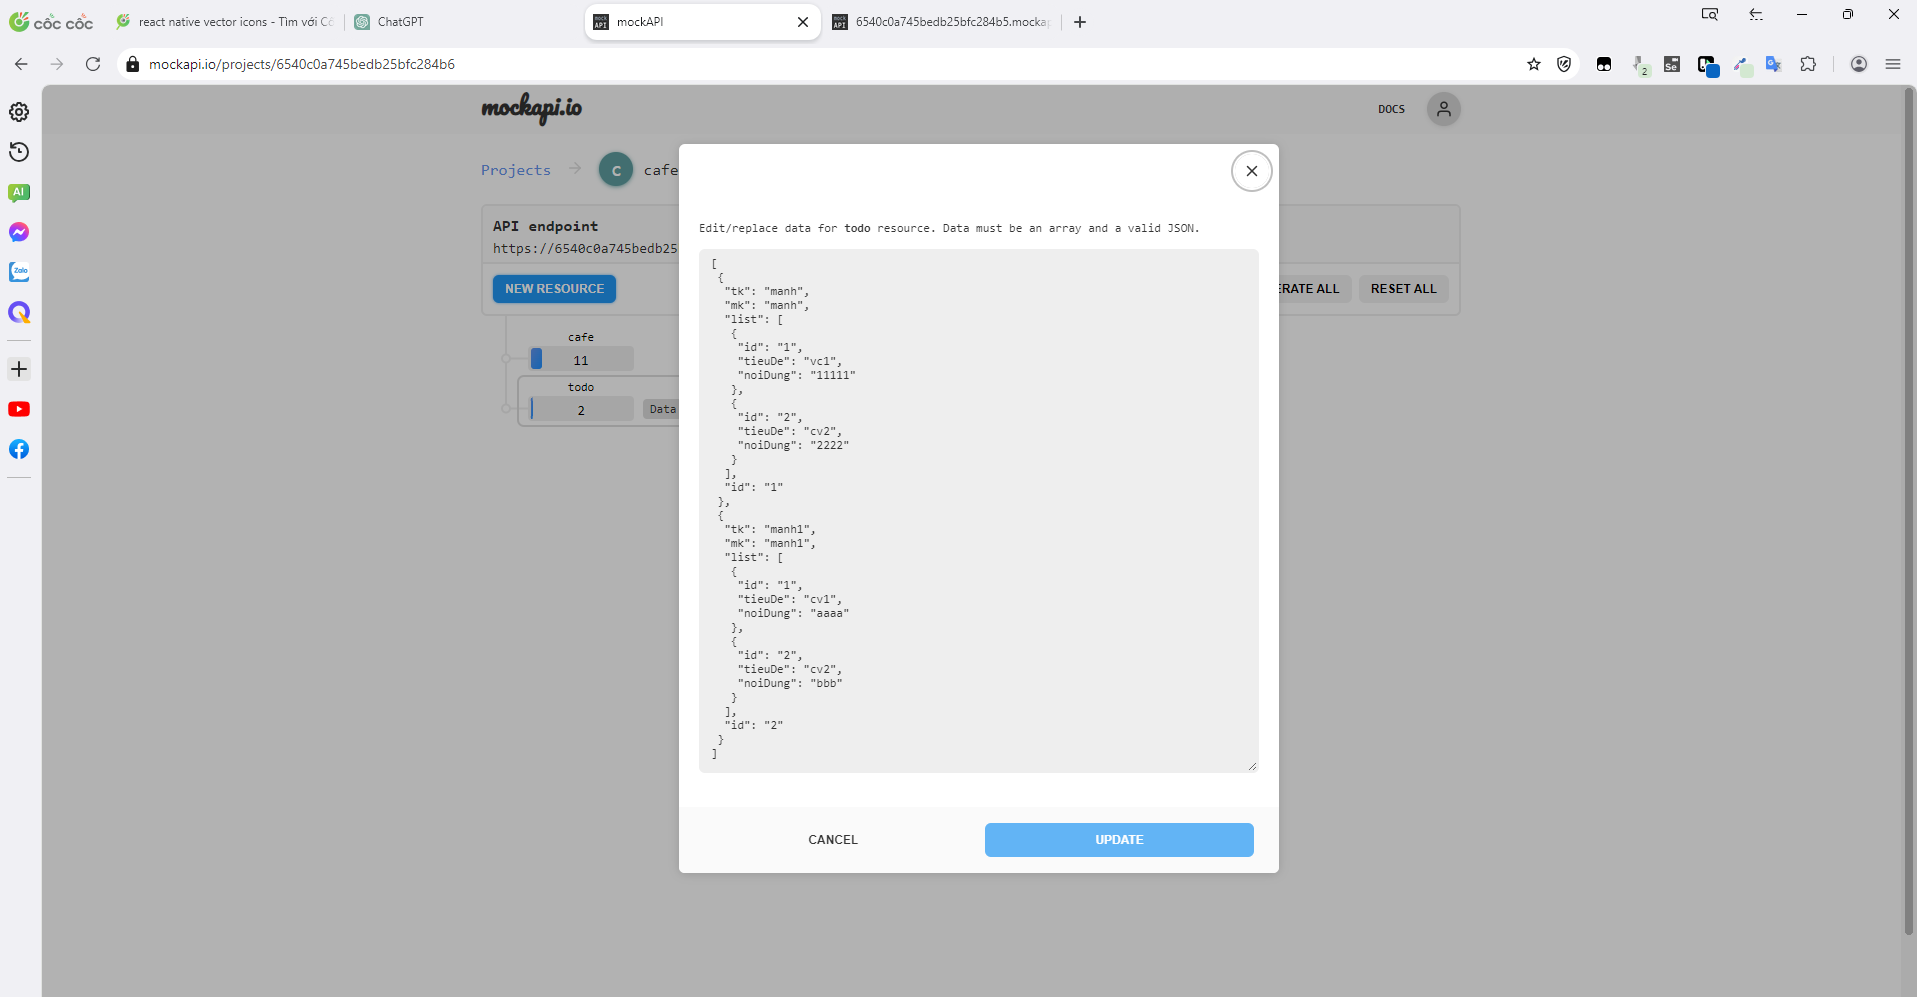 cốc cốc
react native vector icons - Tìm với Cố
ChatGPT
mockAPI
6540c0a745bedb25bfc284b5.mocka
mockapi.io/projects/6540c0a745bedb25bfc284b6
2
Se
AI
Zalo
mockapi.io
DOCS
Projects
C
cafe
API endpoint
https://6540c0a745bedb25
NEW RESOURCE
ERATE ALL
RESET ALL
cafe
11
todo
2
Data
Edit/replace data for todo resource. Data must be an array and a valid JSON.
[
{
"tk": "manh",
"mk": "manh",
"list": [
{
"id": "1",
"tieuDe": "vc1",
"noiDung": "11111"
},
{
"id": "2",
"tieuDe": "cv2",
"noiDung": "2222"
}
],
"id": "1"
},
{
"tk": "manh1",
"mk": "manh1",
"list": [
{
"id": "1",
"tieuDe": "cv1",
"noiDung": "aaaa"
},
{
"id": "2",
"tieuDe": "cv2",
"noiDung": "bbb"
}
],
"id": "2"
}
]
CANCEL
UPDATE